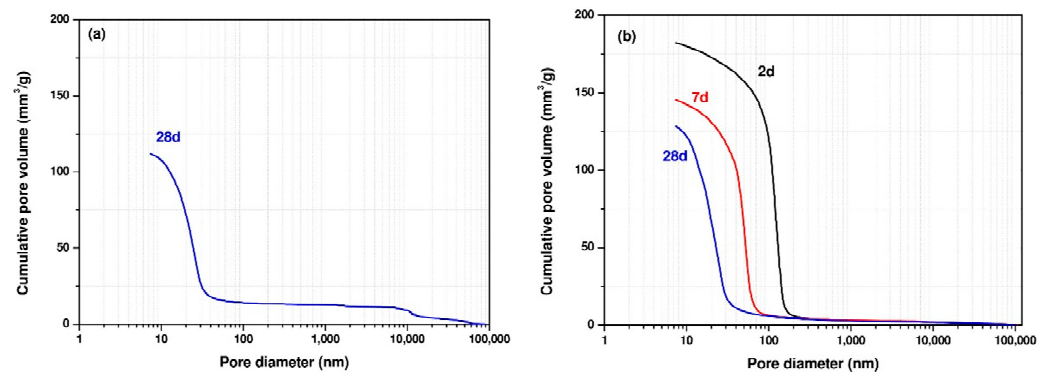 (a)
200
150
100
50
0
28d
Cumulative pore volume (mm³/g)
1 10 100 1,000 10,000 100,000
Pore diameter (nm)
(b)
200
150
100
50
0
2d
7d
28d
Cumulative pore volume (mm³/g)
1 10 100 1,000 10,000 100,000
Pore diameter (nm)